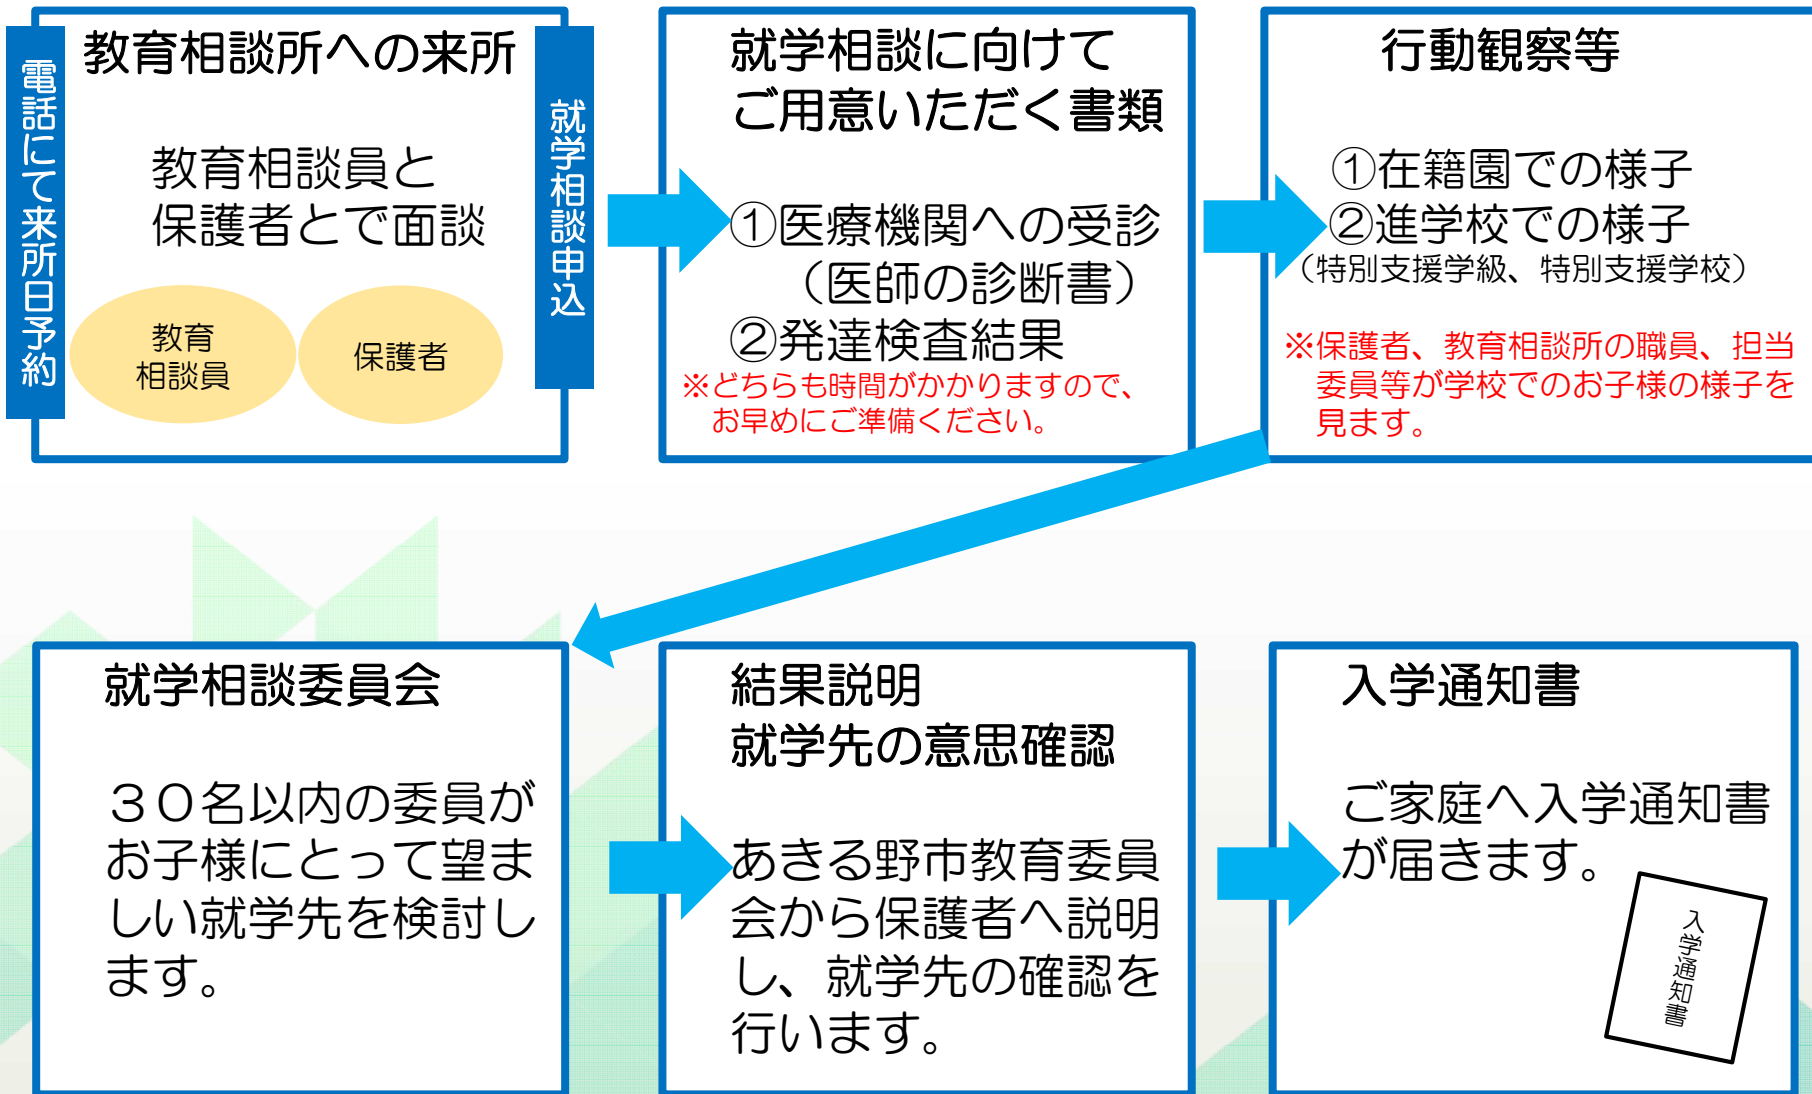 電話にて来所日予約
教育相談所への来所
教育相談員と
保護者とで面談
教育
相談員
保護者
就学相談申込
就学相談に向けて
ご用意いただく書類
①医療機関への受診
（医師の診断書）
②発達検査結果
※どちらも時間がかかりますので、
お早めにご準備ください。
行動観察等
①在籍園での様子
②進学校での様子
（特別支援学級、特別支援学校）
※保護者、教育相談所の職員、担当
委員等が学校でのお子様の様子を
見ます。
就学相談委員会
３０名以内の委員が
お子様にとって望ま
しい就学先を検討し
ます。
結果説明
就学先の意思確認
あきる野市教育委員
会から保護者へ説明
し、就学先の確認を
行います。
入学通知書
ご家庭へ入学通知書
が届きます。
入学通知書